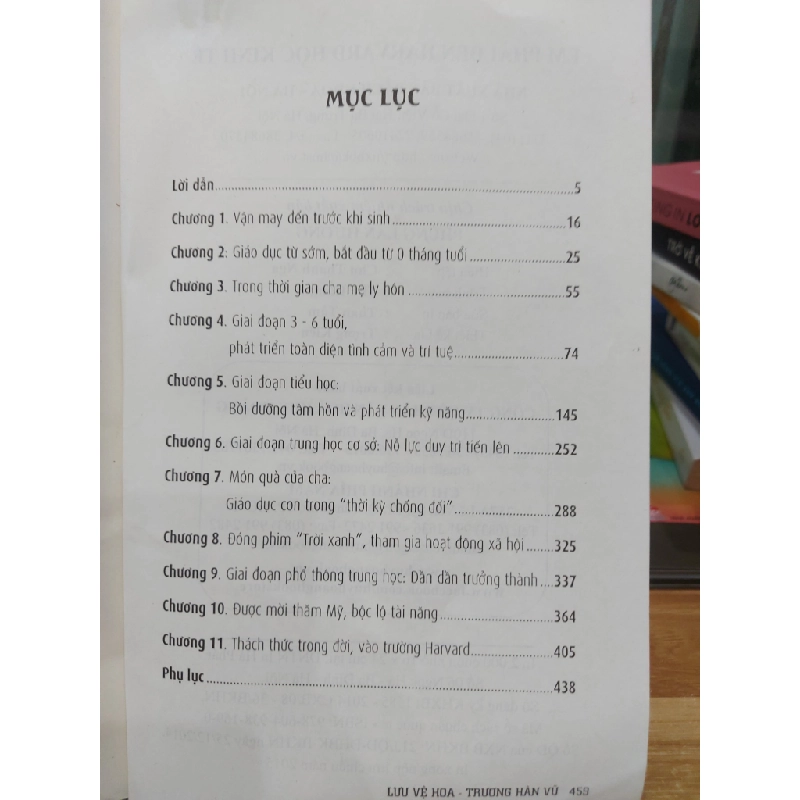 MỤC LỤC
Lời dẫn.....5
Chương 1. Vận may đến trước khi sinh.....16
Chương 2: Giáo dục từ sớm, bắt đầu từ 0 tháng tuổi.....25
Chương 3. Trong thời gian cha mẹ ly hôn.....55
Chương 4. Giai đoạn 3 - 6 tuổi,
phát triển toàn diện tình cảm và trí tuệ.....74
Chương 5. Giai đoạn tiểu học:
Bồi dưỡng tâm hồn và phát triển kỹ năng.....145
Chương 6. Giai đoạn trung học cơ sở: Nỗ lực duy trì tiến lên.....252
Chương 7. Món quà của cha:
Giáo dục con trong "thời kỳ chống đối".....288
Chương 8. Đóng phim "Trời xanh", tham gia hoạt động xã hội.....325
Chương 9. Giai đoạn phổ thông trung học: Dần dần trưởng thành.....337
Chương 10. Được mời thăm Mỹ, bộc lộ tài năng.....364
Chương 11. Thách thức trong đời, vào trường Harvard.....405
Phụ lục.....438
LƯU VỆ HOA - TRƯƠNG HÂN VŨ 459
TRỞ VỀ